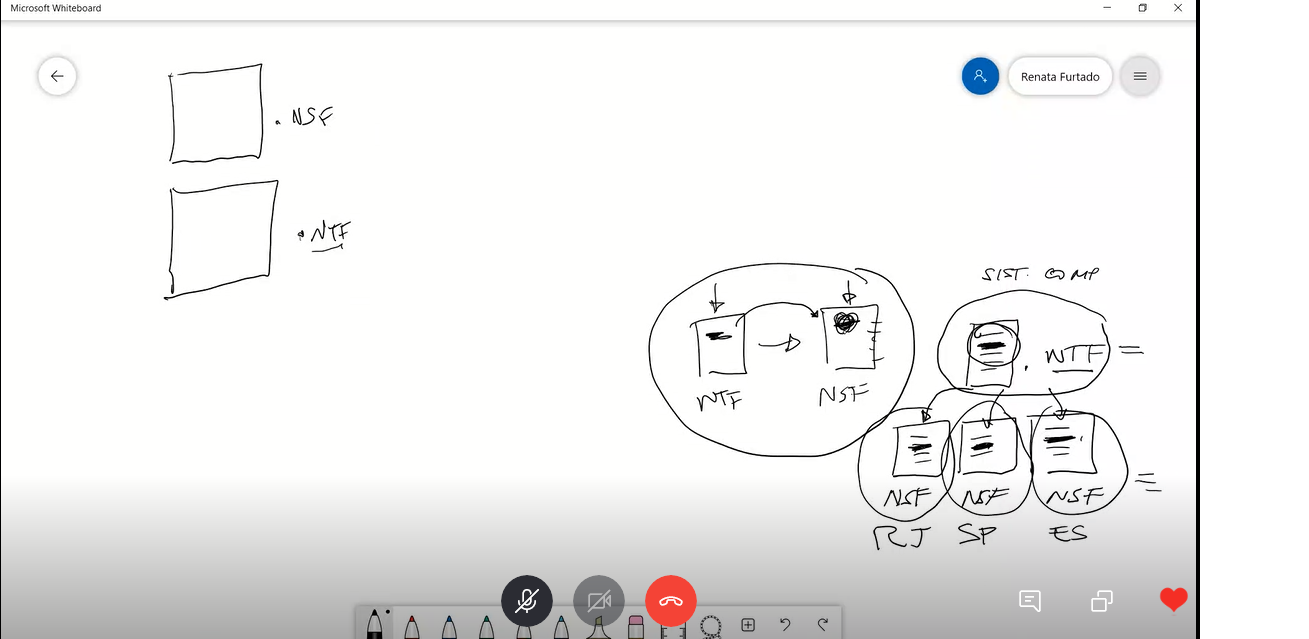 Microsoft Whiteboard
Renata Furtado
. NSF
. NTF
SIST. COMP
NTF
NSF
. NTF =
NSF NSF NSF =
RJ SP ES